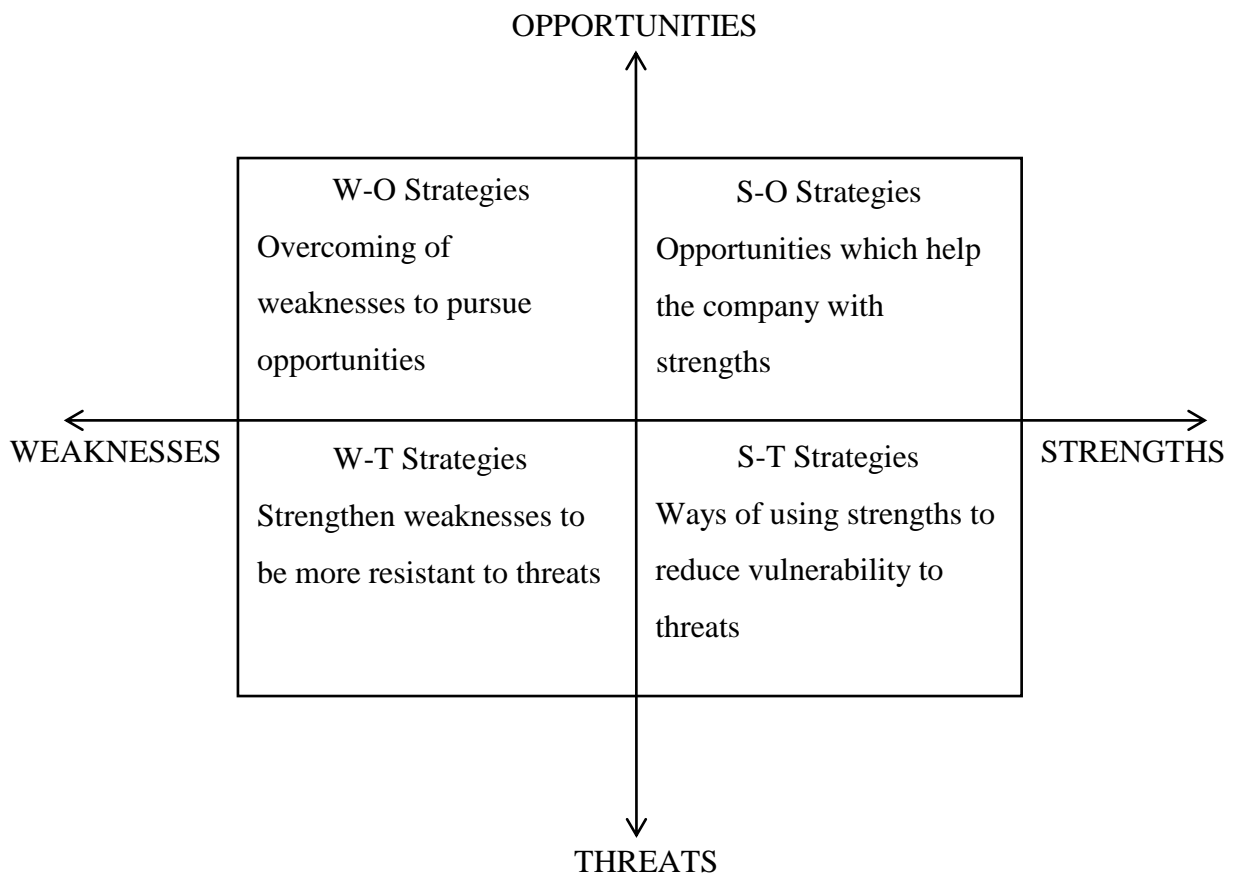 OPPORTUNITIES
W-O Strategies
Overcoming of
weaknesses to pursue
opportunities
S-O Strategies
Opportunities which help
the company with
strengths
WEAKNESSES
STRENGTHS
W-T Strategies
Strengthen weaknesses to
be more resistant to threats
S-T Strategies
Ways of using strengths to
reduce vulnerability to
threats
THREATS